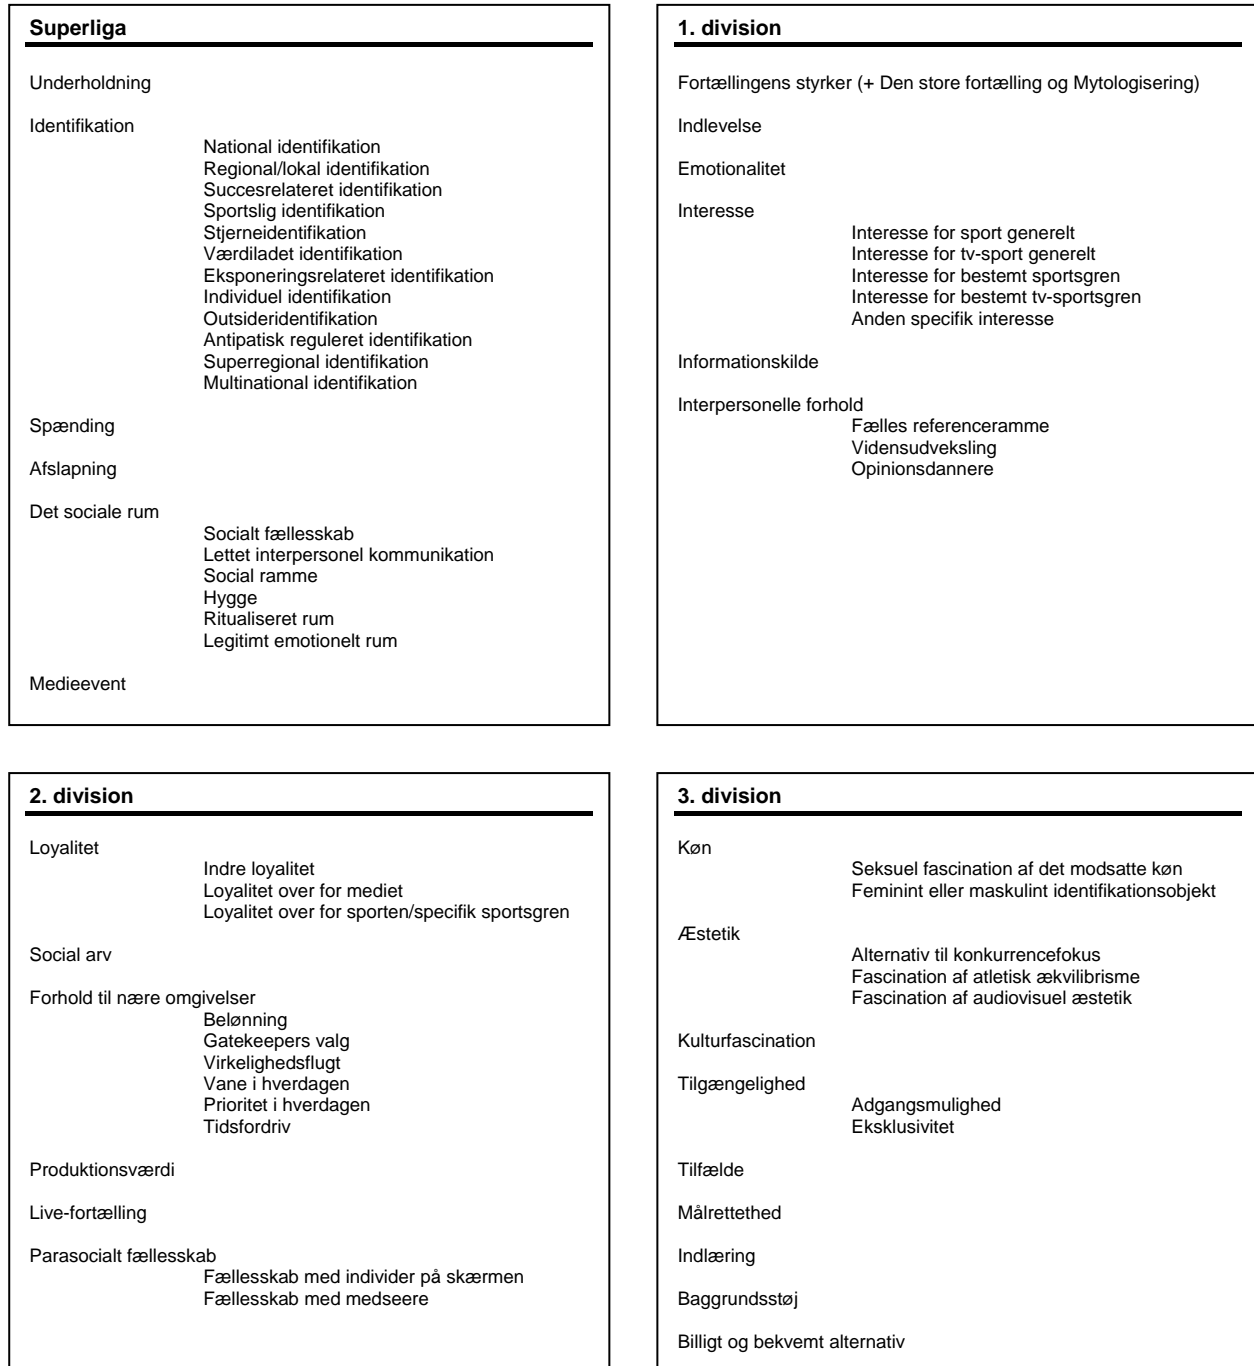 Superliga
Underholdning
Identifikation
National identifikation
Regional/lokal identifikation
Succesrelateret identifikation
Sportslig identifikation
Stjerneidentifikation
Værdiladet identifikation
Eksponeringsrelateret identifikation
Individuel identifikation
Outsideridentifikation
Antipatisk reguleret identifikation
Superregional identifikation
Multinational identifikation
Spænding
Afslapning
Det sociale rum
Socialt fællesskab
Lettet interpersonel kommunikation
Social ramme
Hygge
Ritualiseret rum
Legitimt emotionelt rum
Medieevent
1. division
Fortællingens styrker (+ Den store fortælling og Mytologisering)
Indlevelse
Emotionalitet
Interesse
Interesse for sport generelt
Interesse for tv-sport generelt
Interesse for bestemt sportsgren
Interesse for bestemt tv-sportsgren
Anden specifik interesse
Informationskilde
Interpersonelle forhold
Fælles referenceramme
Vidensudveksling
Opinionsdannere
2. division
Loyalitet
Indre loyalitet
Loyalitet over for mediet
Loyalitet over for sporten/specifik sportsgren
Social arv
Forhold til nære omgivelser
Belønning
Gatekeepers valg
Virkelighedsflugt
Vane i hverdagen
Prioritet i hverdagen
Tidsfordriv
Produktionsværdi
Live-fortælling
Parasocialt fællesskab
Fællesskab med individer på skærmen
Fællesskab med medseere
3. division
Køn
Seksuel fascination af det modsatte køn
Feminint eller maskulint identifikationsobjekt
Æstetik
Alternativ til konkurrencefokus
Fascination af atletisk ækvilibrisme
Fascination af audiovisuel æstetik
Kulturfascination
Tilgængelighed
Adgangsmulighed
Eksklusivitet
Tilfælde
Målrettethed
Indlæring
Baggrundsstøj
Billigt og bekvemt alternativ